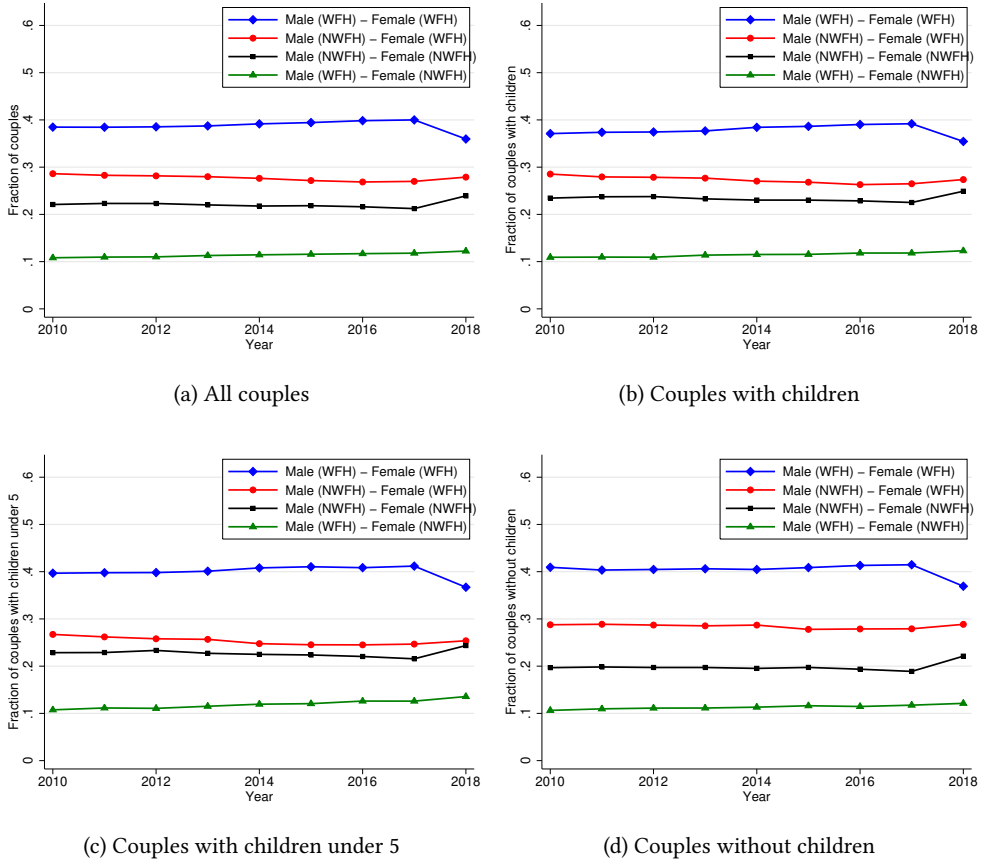 Fraction of couples
0 .1 .2 .3 .4 .5 .6
Male (WFH) – Female (WFH)
Male (NWFH) – Female (WFH)
Male (NWFH) – Female (NWFH)
Male (WFH) – Female (NWFH)
2010 2012 2014 2016 2018
Year
(a) All couples
Fraction of couples with children
0 .1 .2 .3 .4 .5 .6
Male (WFH) – Female (WFH)
Male (NWFH) – Female (WFH)
Male (NWFH) – Female (NWFH)
Male (WFH) – Female (NWFH)
2010 2012 2014 2016 2018
Year
(b) Couples with children
Fraction of couples with children under 5
0 .1 .2 .3 .4 .5 .6
Male (WFH) – Female (WFH)
Male (NWFH) – Female (WFH)
Male (NWFH) – Female (NWFH)
Male (WFH) – Female (NWFH)
2010 2012 2014 2016 2018
Year
(c) Couples with children under 5
Fraction of couples without children
0 .1 .2 .3 .4 .5 .6
Male (WFH) – Female (WFH)
Male (NWFH) – Female (WFH)
Male (NWFH) – Female (NWFH)
Male (WFH) – Female (NWFH)
2010 2012 2014 2016 2018
Year
(d) Couples without children